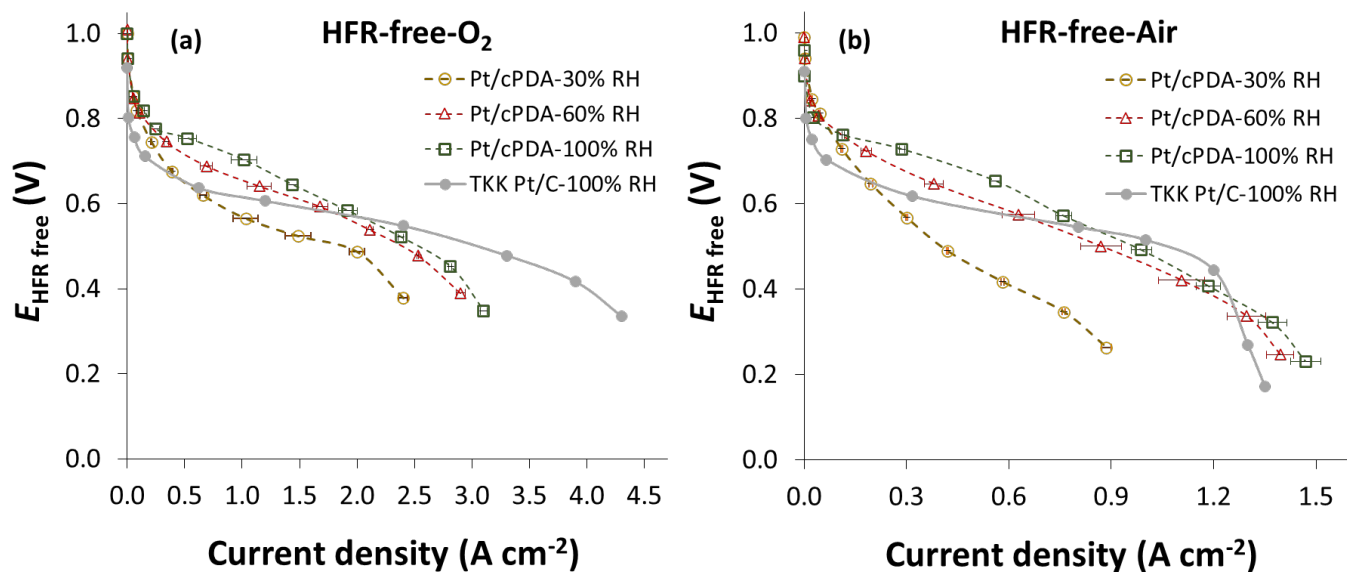 (a) HFR-free-O2
Pt/cPDA-30% RH
Pt/cPDA-60% RH
Pt/cPDA-100% RH
TKK Pt/C-100% RH
EHFR free (V)
1.0
0.8
0.6
0.4
0.2
0.0
0.0 0.5 1.0 1.5 2.0 2.5 3.0 3.5 4.0 4.5
Current density (A cm-2)
(b) HFR-free-Air
Pt/cPDA-30% RH
Pt/cPDA-60% RH
Pt/cPDA-100% RH
TKK Pt/C-100% RH
EHFR free (V)
1.0
0.8
0.6
0.4
0.2
0.0
0.0 0.3 0.6 0.9 1.2 1.5
Current density (A cm-2)